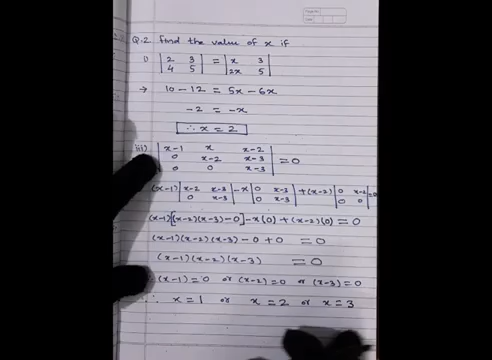 Q.2 Find the value of x if
i) | 2 3 | = | x 3 |
| 4 5 | | 2x 5 |
→ 10 - 12 = 5x - 6x
-2 = -x
∴ x = 2
iii) | x-1 x x-2 |
| 0 x-2 x-3 | = 0
| 0 0 x-3 |
(x-1) | x-2 x-3 | - x | 0 x-3 | + (x-2) | 0 x-2 | = 0
| 0 x-3 | | 0 x-3 | | 0 0 |
(x-1)[(x-2)(x-3) - 0] - x(0) + (x-2)(0) = 0
(x-1)(x-2)(x-3) - 0 + 0 = 0
(x-1)(x-2)(x-3) = 0
(x-1) = 0 or (x-2) = 0 or (x-3) = 0
∴ x = 1 or x = 2 or x = 3